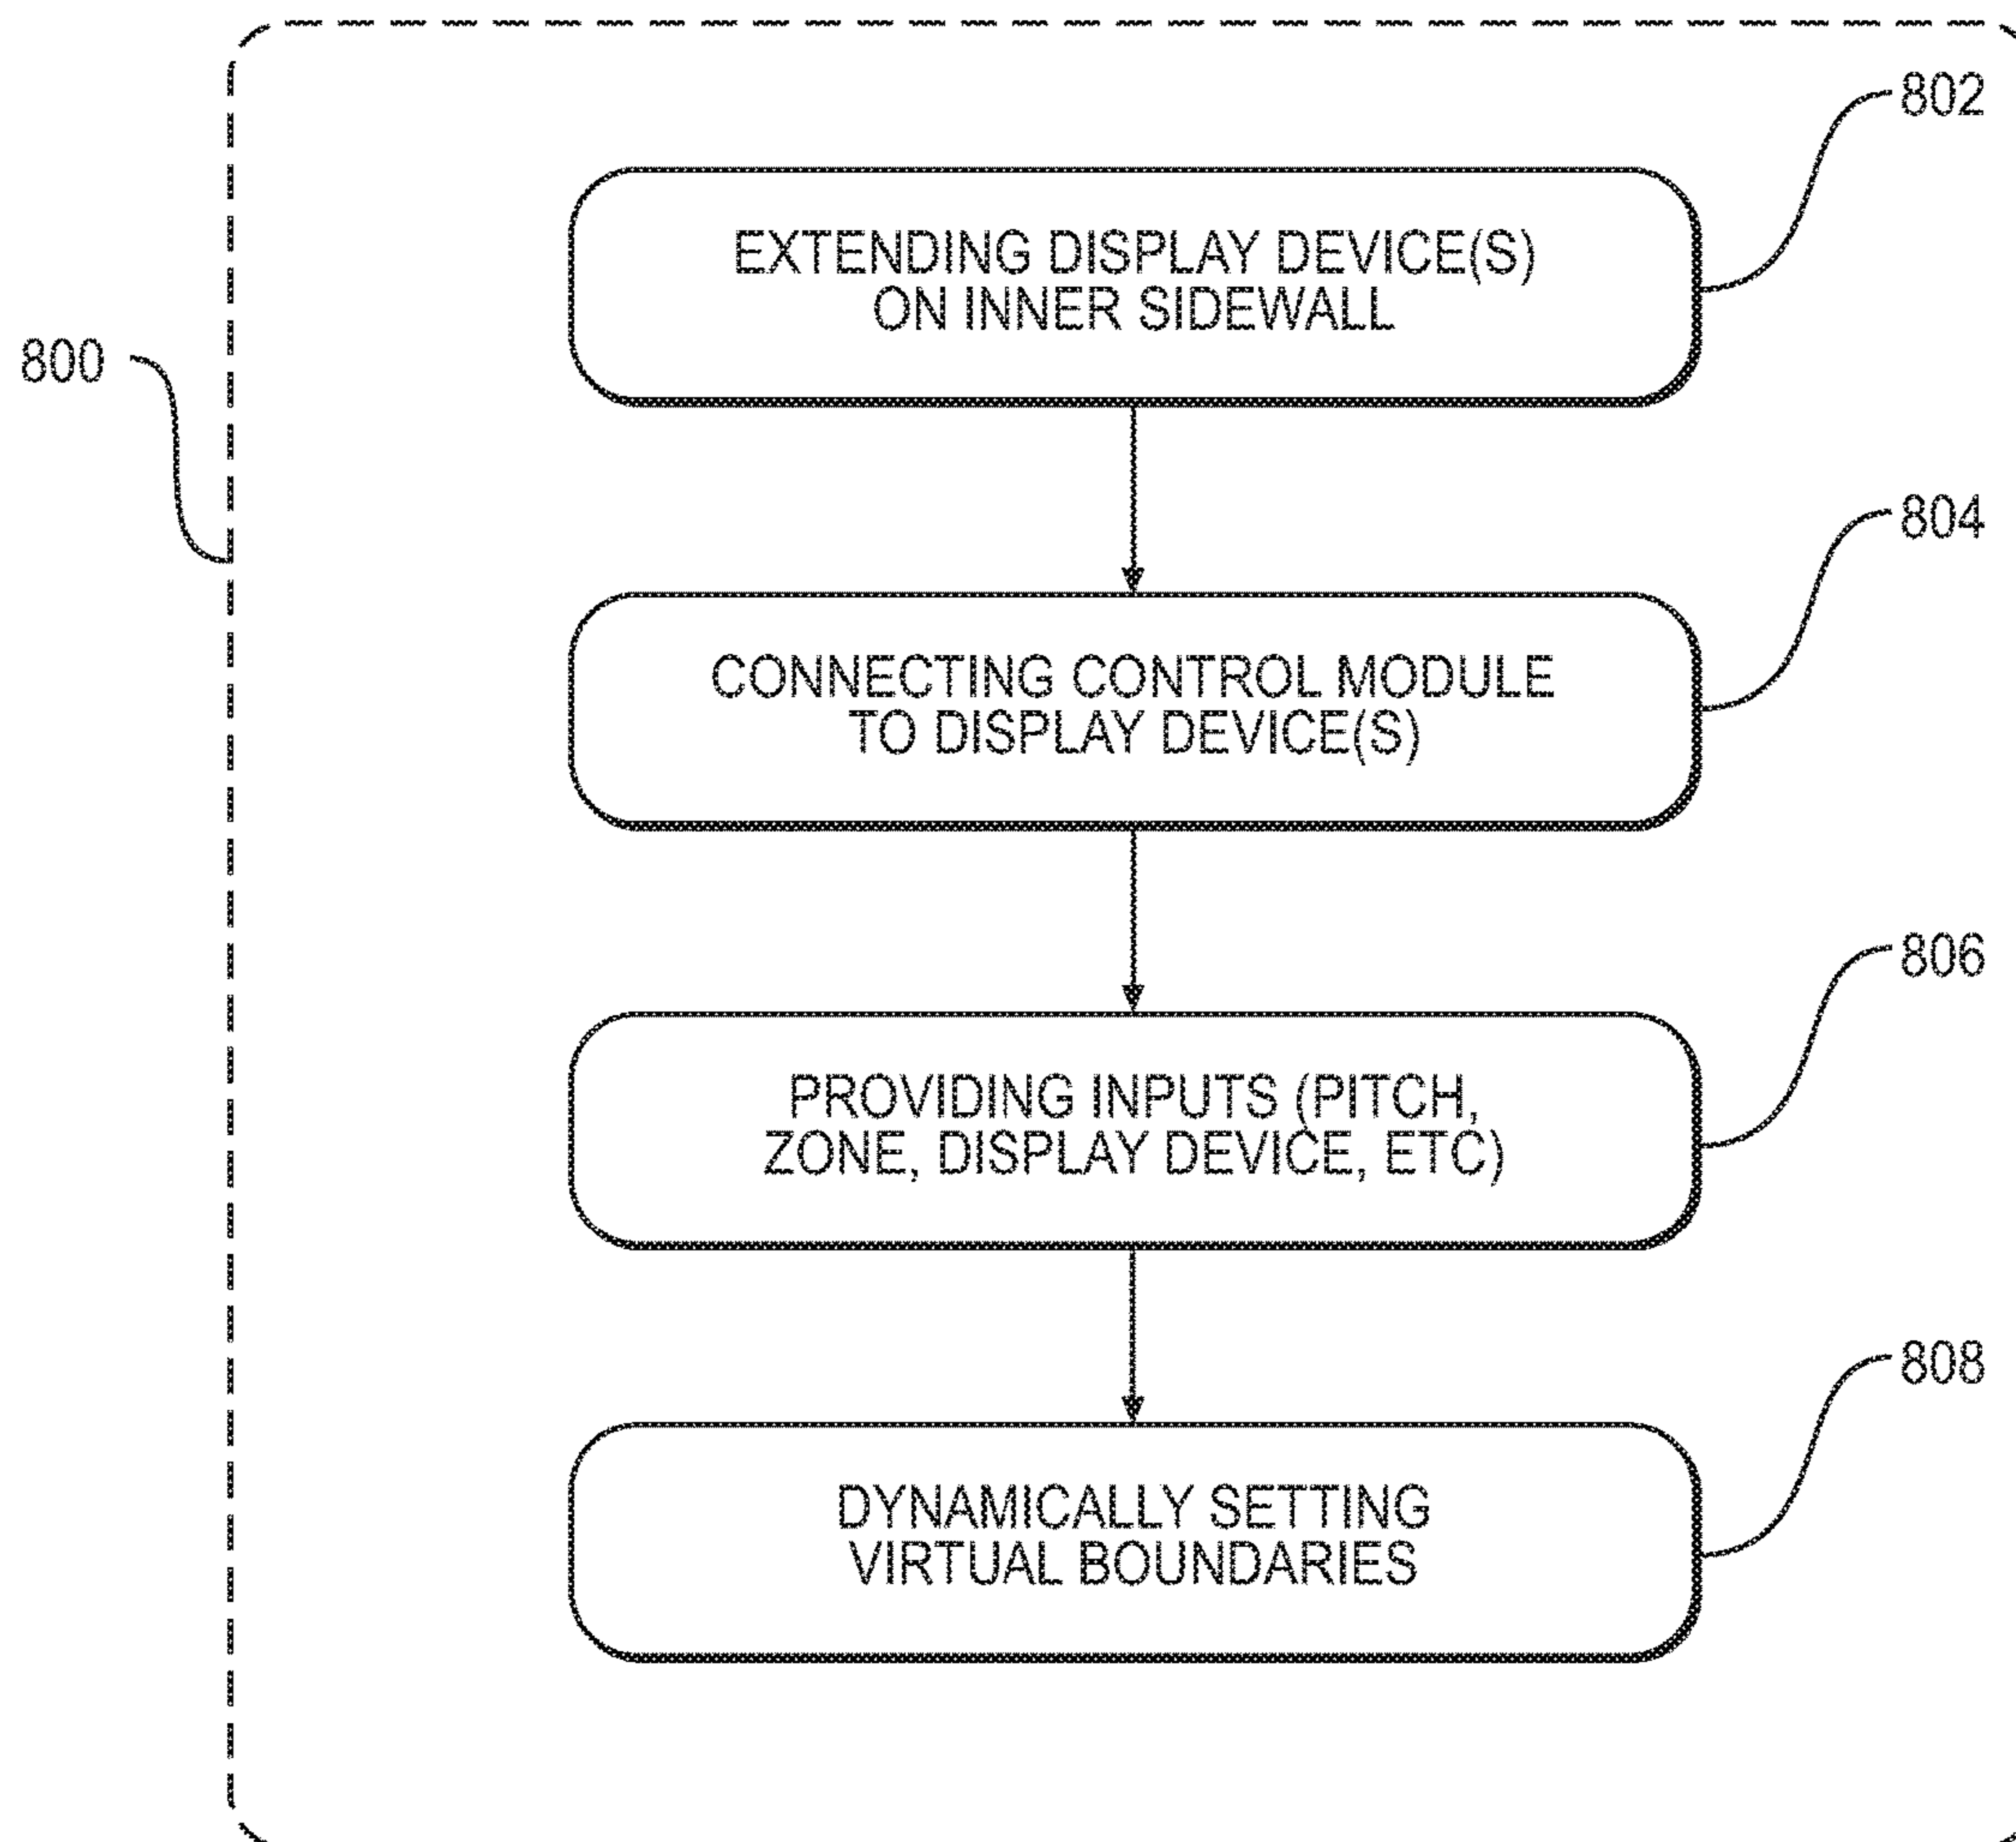 802
EXTENDING DISPLAY DEVICE(S)
ON INNER SIDEWALL
800
804
CONNECTING CONTROL MODULE
TO DISPLAY DEVICE(S)
806
PROVIDING INPUTS (PITCH,
ZONE, DISPLAY DEVICE, ETC)
808
DYNAMICALLY SETTING
VIRTUAL BOUNDARIES